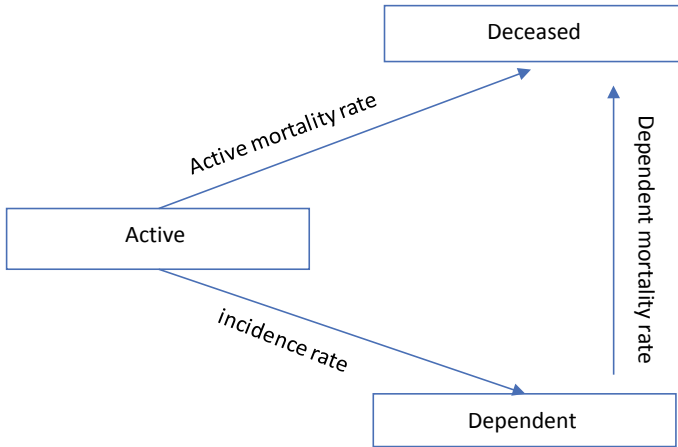 Deceased
Active mortality rate
Dependent mortality rate
Active
incidence rate
Dependent